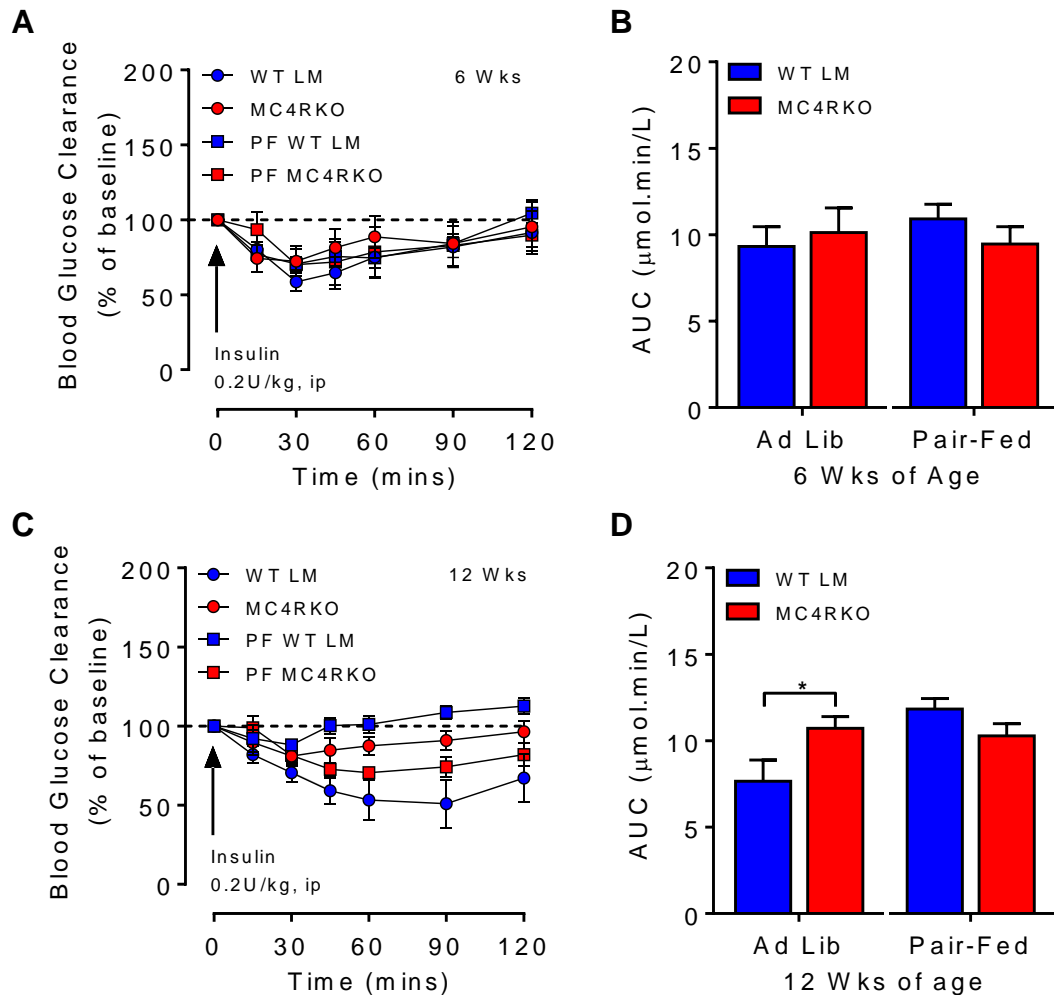 A
Blood Glucose Clearance
(% of baseline)
200
150
100
50
0
WT LM
MC4RKO
PF WT LM
PF MC4RKO
6 Wks
Insulin
0.2U/kg, ip
0 30 60 90 120
Time (mins)
B
AUC (μmol.min/L)
20
15
10
5
0
WT LM
MC4RKO
Ad Lib Pair-Fed
6 Wks of Age
C
Blood Glucose Clearance
(% of baseline)
200
150
100
50
0
WT LM
MC4RKO
PF WT LM
PF MC4RKO
12 Wks
Insulin
0.2U/kg, ip
0 30 60 90 120
Time (mins)
D
AUC (μmol.min/L)
20
15
10
5
0
WT LM
MC4RKO
*
Ad Lib Pair-Fed
12 Wks of age